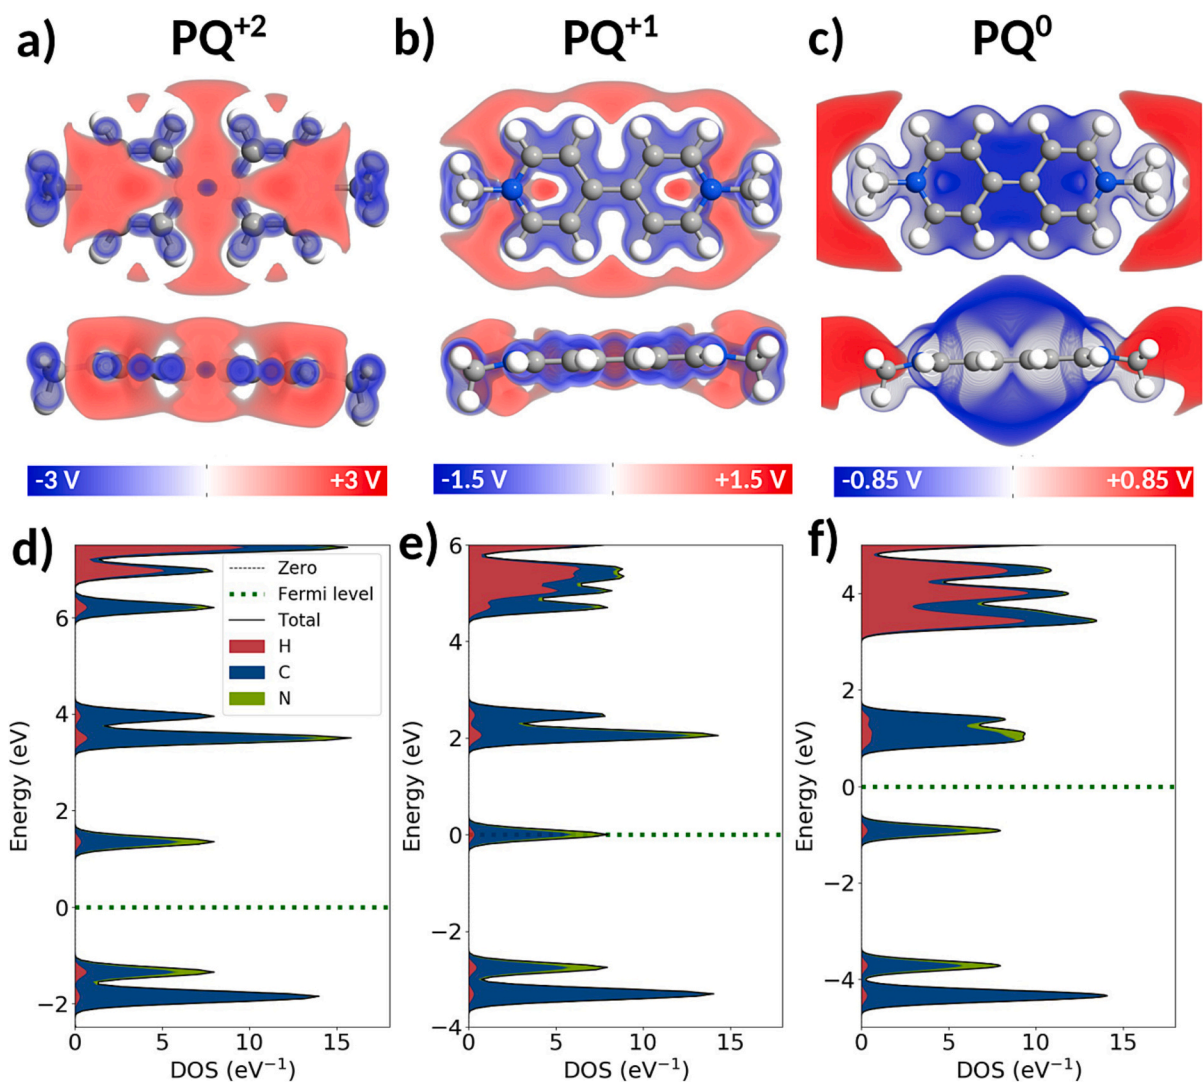 a) PQ⁺² b) PQ⁺¹ c) PQ⁰
-3 V +3 V -1.5 V +1.5 V -0.85 V +0.85 V
d) e) f)
Zero
Fermi level
Total
H
C
N
Energy (eV)
6
4
2
0
−2
0 5 10 15
DOS (eV⁻¹)
Energy (eV)
6
4
2
0
−2
−4
0 5 10 15
DOS (eV⁻¹)
Energy (eV)
4
2
0
−2
−4
0 5 10 15
DOS (eV⁻¹)